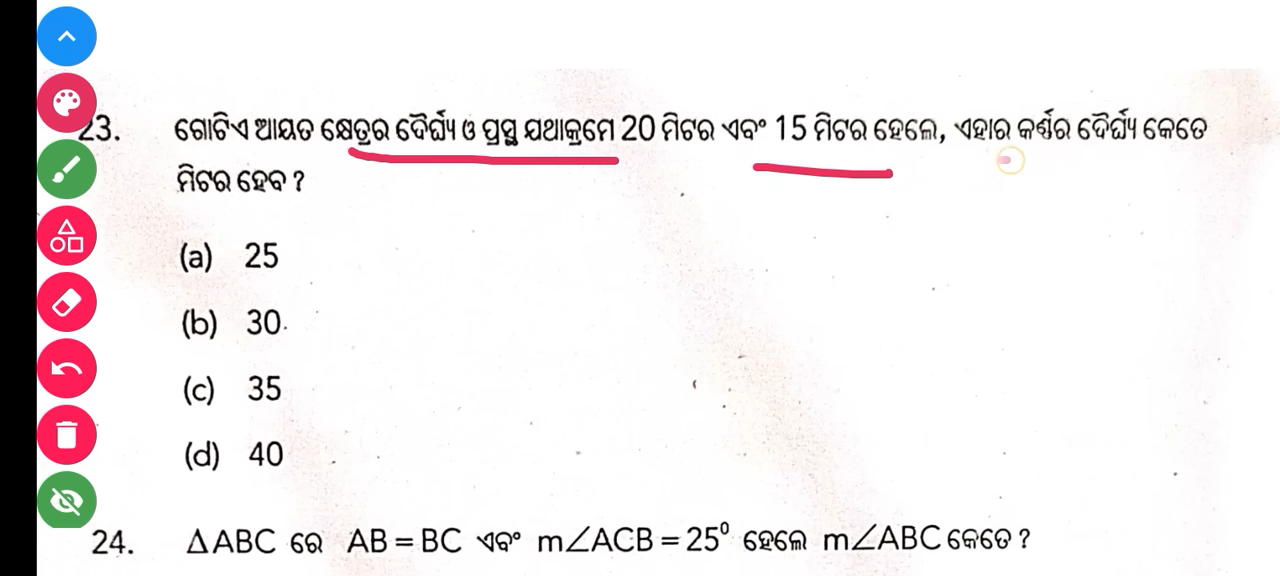 23. ଗୋଟିଏ ଆୟତ କ୍ଷେତ୍ରର ଦୈର୍ଘ୍ୟ ଓ ପ୍ରସ୍ଥ ଯଥାକ୍ରମେ 20 ମିଟର ଏବଂ 15 ମିଟର ହେଲେ, ଏହାର କର୍ଣ୍ଣର ଦୈର୍ଘ୍ୟ କେତେ
ମିଟର ହେବ ?
(a) 25
(b) 30
(c) 35
(d) 40
24. ΔABC ରେ AB = BC ଏବଂ m∠ACB = 25⁰ ହେଲେ m∠ABC କେତେ ?